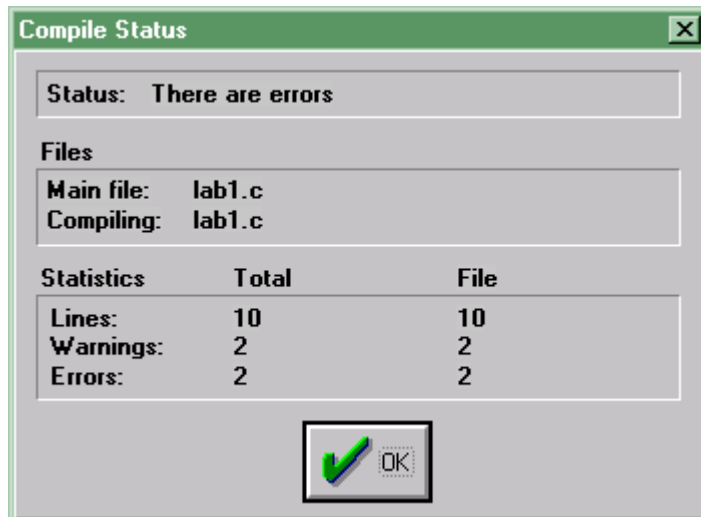 Compile Status
Status: There are errors
Files
Main file: lab1.c
Compiling: lab1.c
Statistics Total File
Lines: 10 10
Warnings: 2 2
Errors: 2 2
OK